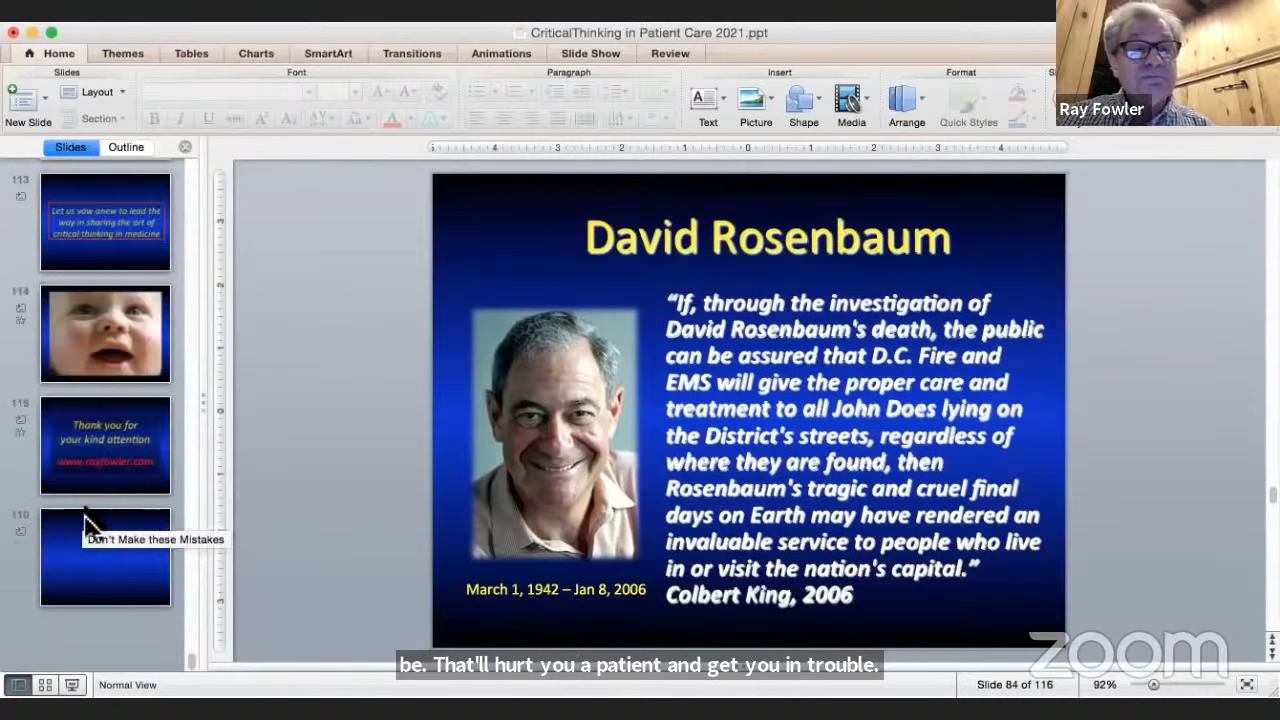 CriticalThinking in Patient Care 2021.ppt
Home Themes Tables Charts SmartArt Transitions Animations Slide Show Review
Slides Font Paragraph Insert Format
New Slide
Layout
Section
Text Picture Shape Media Arrange Quick Styles
Ray Fowler
Slides Outline
113
Let us vow anew to lead the
way in sharing the art of
critical thinking in medicine
114
115
Thank you for
your kind attention
www.rayfowler.com
116
Don't Make these Mistakes
David Rosenbaum
“If, through the investigation of
David Rosenbaum's death, the public
can be assured that D.C. Fire and
EMS will give the proper care and
treatment to all John Does lying on
the District's streets, regardless of
where they are found, then
Rosenbaum's tragic and cruel final
days on Earth may have rendered an
invaluable service to people who live
in or visit the nation's capital.”
Colbert King, 2006
March 1, 1942 – Jan 8, 2006
be. That'll hurt you a patient and get you in trouble.
zoom
Normal View
Slide 84 of 116
92%